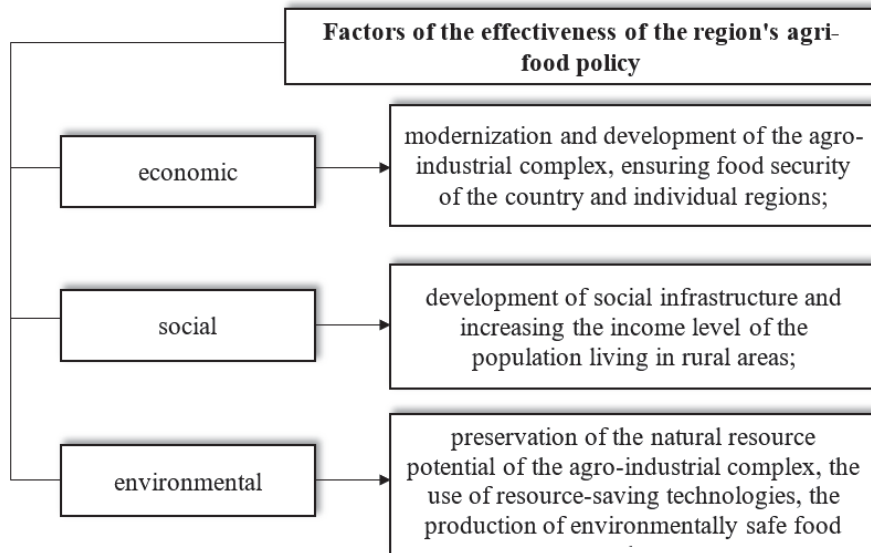 Factors of the effectiveness of the region's agri-
food policy
economic
modernization and development of the agro-
industrial complex, ensuring food security
of the country and individual regions;
social
development of social infrastructure and
increasing the income level of the
population living in rural areas;
environmental
preservation of the natural resource
potential of the agro-industrial complex, the
use of resource-saving technologies, the
production of environmentally safe food